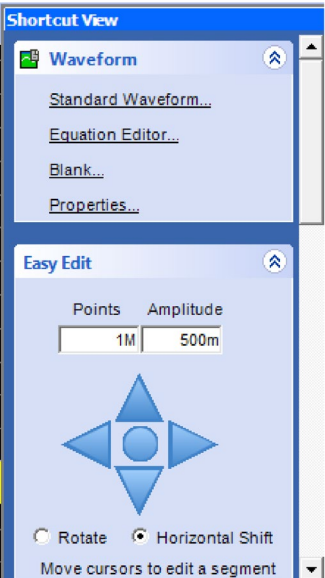 Shortcut View
Waveform
Standard Waveform...
Equation Editor...
Blank...
Properties...
Easy Edit
Points Amplitude
1M 500m
Rotate Horizontal Shift
Move cursors to edit a segment